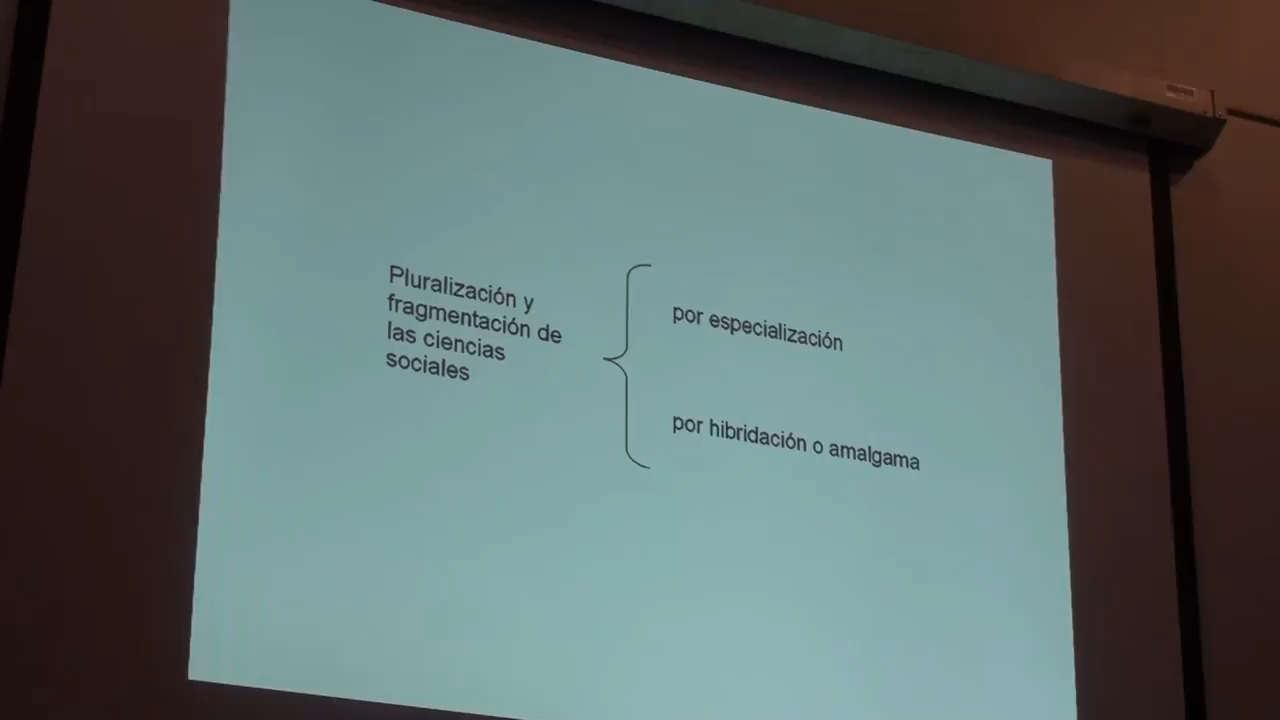 Pluralización y
fragmentación de
las ciencias
sociales
por especialización
por hibridación o amalgama